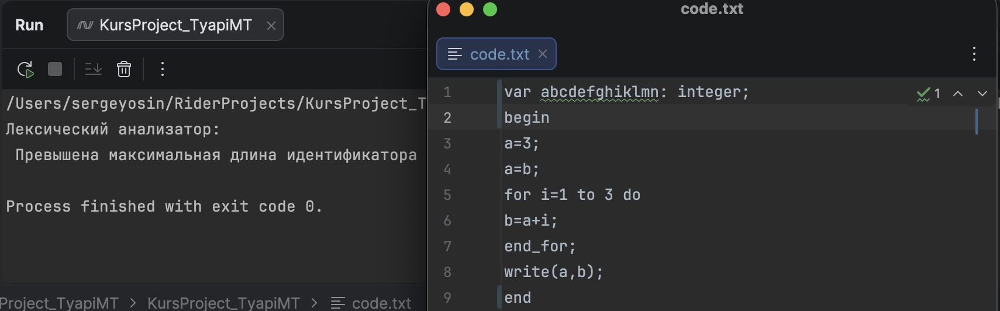 Run
KursProject_TyapiMT
/Users/sergeyosin/RiderProjects/KursProject_T
Лексический анализатор:
Превышена максимальная длина идентификатора
Process finished with exit code 0.
Project_TyapiMT > KursProject_TyapiMT > code.txt
code.txt
code.txt
1 var abcdefghiklmn: integer;
1
2 begin
3 a=3;
4 a=b;
5 for i=1 to 3 do
6 b=a+i;
7 end_for;
8 write(a,b);
9 end